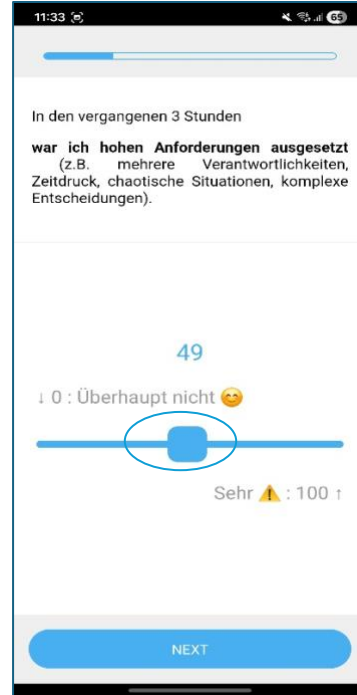 11:33
65
In den vergangenen 3 Stunden
war ich hohen Anforderungen ausgesetzt
(z.B. mehrere Verantwortlichkeiten,
Zeitdruck, chaotische Situationen, komplexe
Entscheidungen).
49
↓ 0 : Überhaupt nicht 😊
Sehr ⚠️ : 100 ↑
NEXT